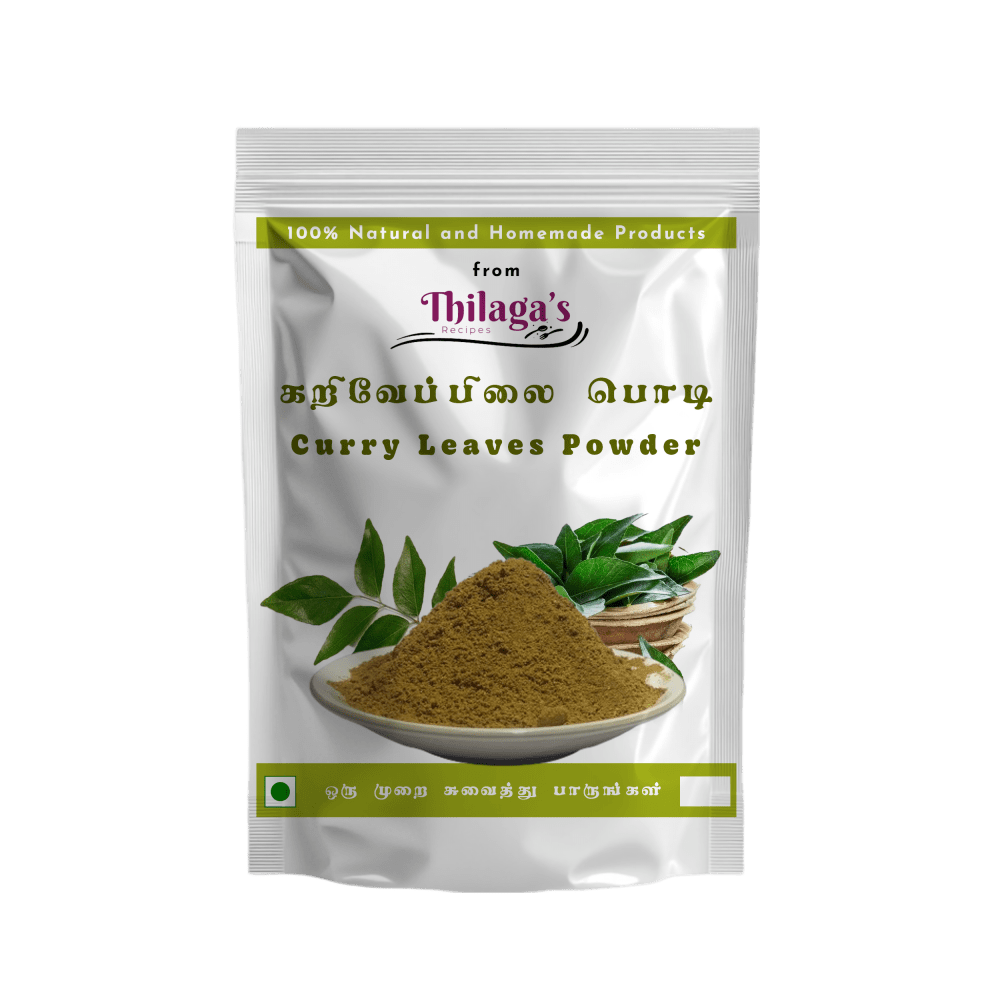 100% Natural and Homemade Products
from
Thilaga's
Recipes
கறிவேப்பிலை பொடி
Curry Leaves Powder
ஒரு முறை சுவைத்து பாருங்கள்